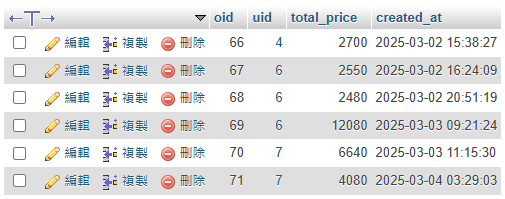 oid uid total_price created_at
編輯 複製 刪除 66 4 2700 2025-03-02 15:38:27
編輯 複製 刪除 67 6 2550 2025-03-02 16:24:09
編輯 複製 刪除 68 6 2480 2025-03-02 20:51:19
編輯 複製 刪除 69 6 12080 2025-03-03 09:21:24
編輯 複製 刪除 70 7 6640 2025-03-03 11:15:30
編輯 複製 刪除 71 7 4080 2025-03-04 03:29:03